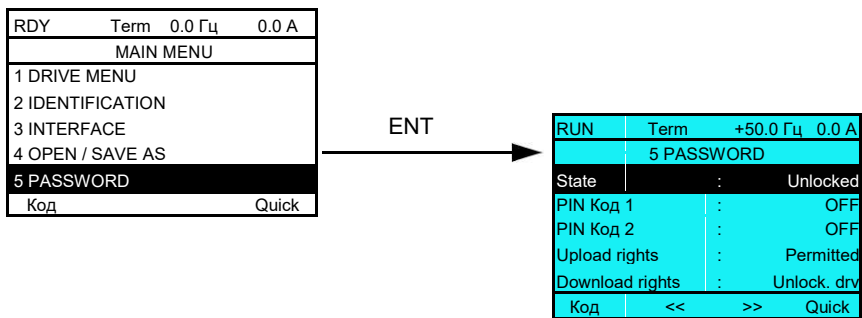 RDY Term 0.0 Гц 0.0 A
MAIN MENU
1 DRIVE MENU
2 IDENTIFICATION
3 INTERFACE
4 OPEN / SAVE AS
5 PASSWORD
Код Quick
ENT
RUN Term +50.0 Гц 0.0 A
5 PASSWORD
State : Unlocked
PIN Код 1 : OFF
PIN Код 2 : OFF
Upload rights : Permitted
Download rights : Unlock. drv
Код << >> Quick